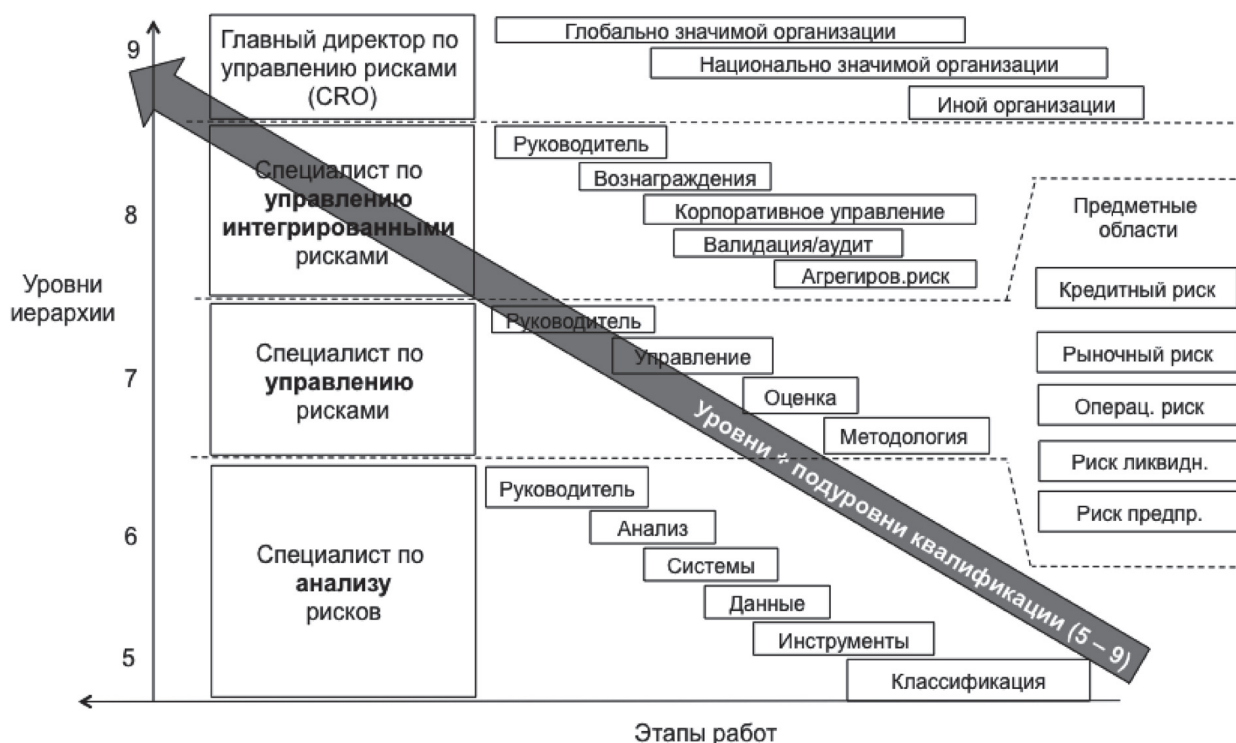 9
Главный директор по
управлению рисками
(CRO)
Глобально значимой организации
Национально значимой организации
Иной организации
8
Специалист по
управлению
интегрированными
рисками
Руководитель
Вознаграждения
Корпоративное управление
Валидация/аудит
Агрегиров.риск
Предметные
области
Кредитный риск
Рыночный риск
Операц. риск
Риск ликвидн.
Риск предпр.
Уровни
иерархии
7
Специалист по
управлению
рисками
Руководитель
Управление
Оценка
Методология
6
5
Специалист по
анализу
рисков
Руководитель
Анализ
Системы
Данные
Инструменты
Классификация
Уровни + подуровни квалификации (5 – 9)
Этапы работ